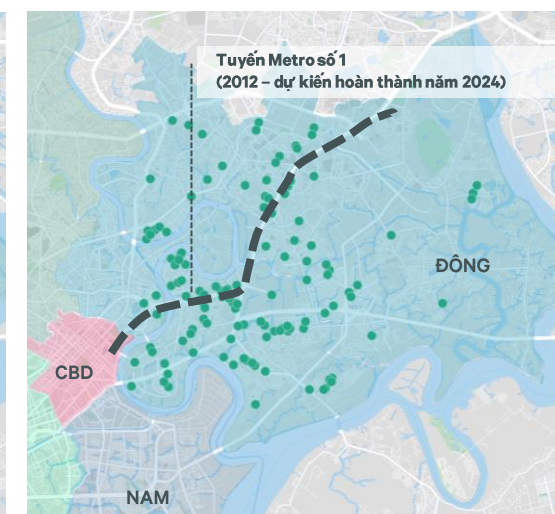 Tuyến Metro số 1
(2012 – dự kiến hoàn thành năm 2024)
ĐÔNG
CBD
NAM